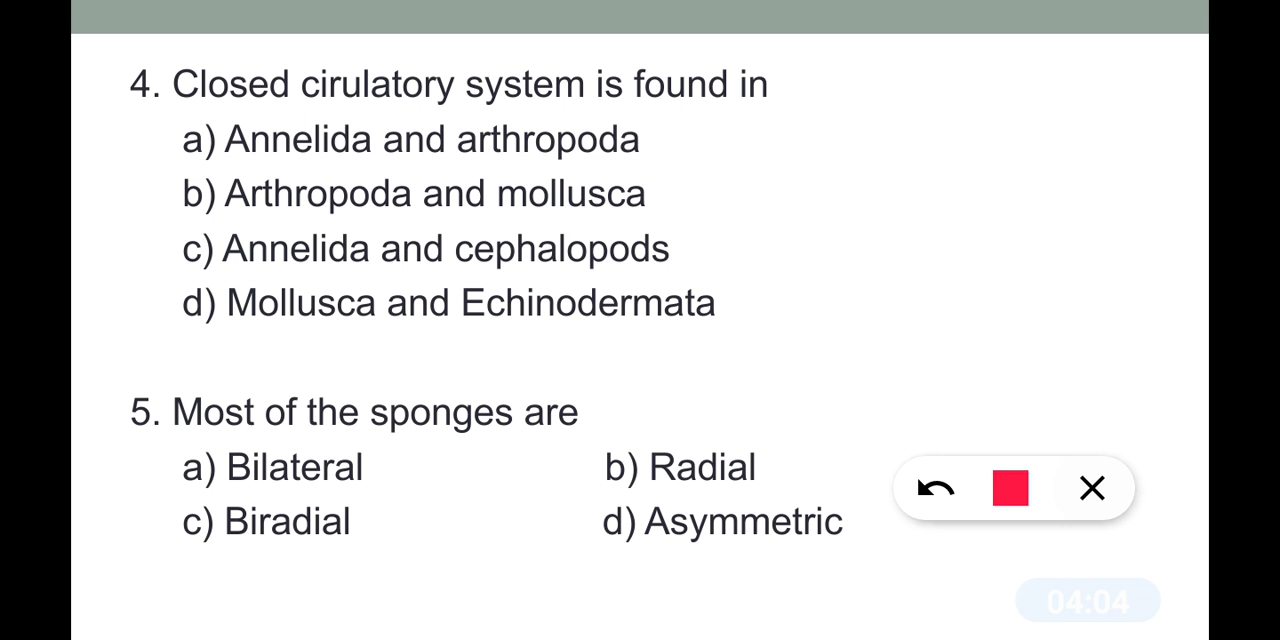 4. Closed cirulatory system is found in
a) Annelida and arthropoda
b) Arthropoda and mollusca
c) Annelida and cephalopods
d) Mollusca and Echinodermata
5. Most of the sponges are
a) Bilateral b) Radial
c) Biradial d) Asymmetric
04:04